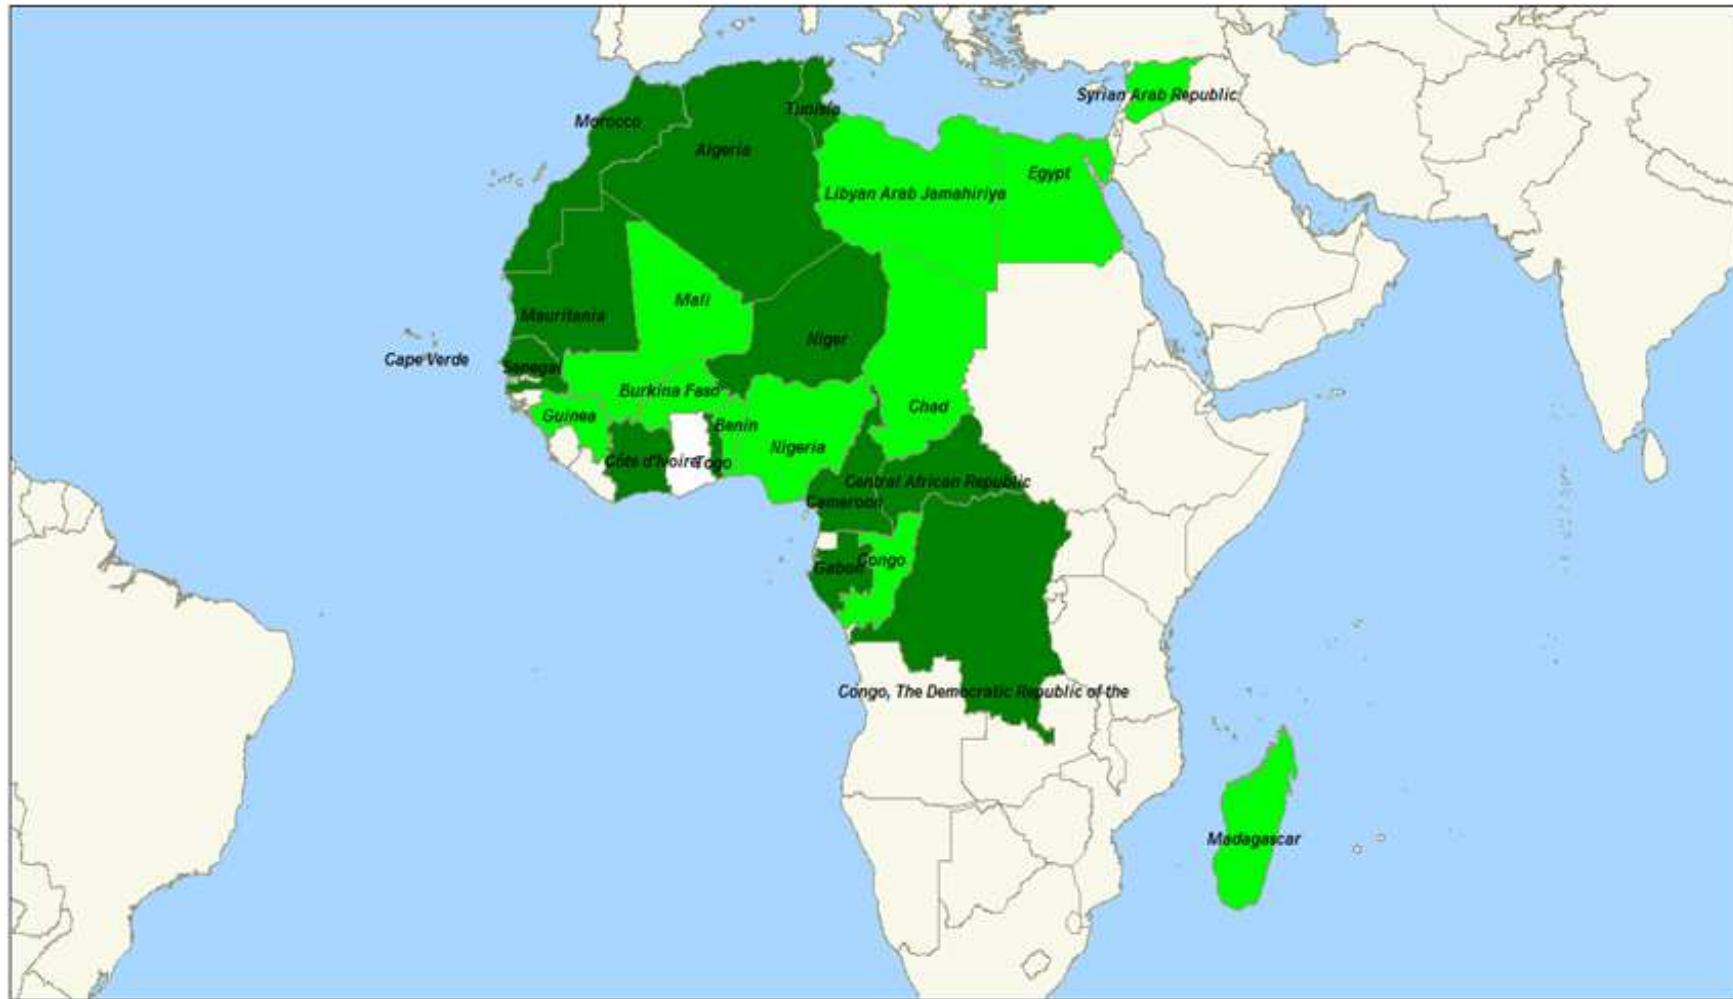 Syrian Arab Republic
Tunisia
Morocco
Algeria
Egypt
Libyan Arab Jamahiriya
Mali
Mauritania
Niger
Cape Verde
Senegal
Burkina Faso
Chad
Guinea
Benin
Nigeria
Côte d'Ivoire
Togo
Central African Republic
Cameroon
Congo
Gabon
Congo, The Democratic Republic of the
Madagascar